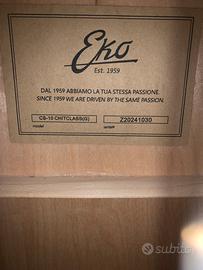 Eko
Est. 1959
DAL 1959 ABBIAMO LA TUA STESSA PASSIONE.
SINCE 1959 WE ARE DRIVEN BY THE SAME PASSION.
CS-10 CHITCLASS(G) Z20241030
model serial#
subito